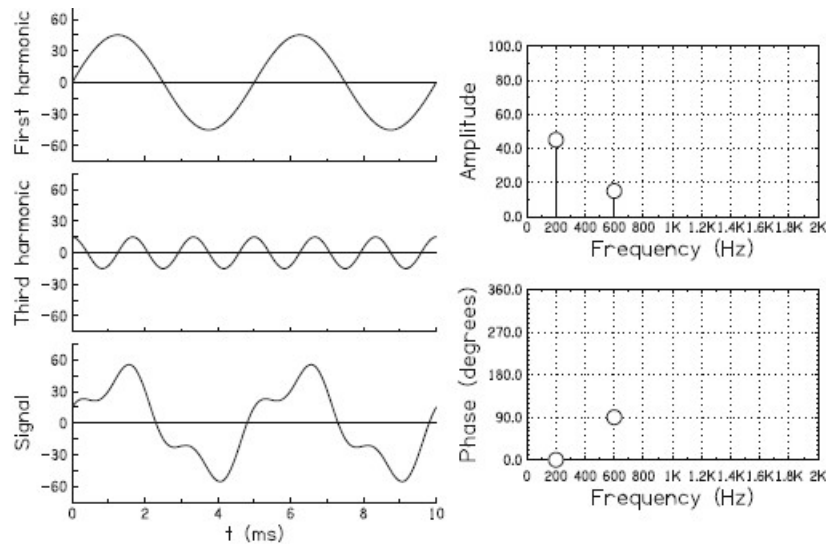 60
30
0
-30
-60
First harmonic
60
30
0
-30
-60
Third harmonic
60
30
0
-30
-60
Signal
0 2 4 6 8 10
t (ms)
100.0
80.0
60.0
40.0
20.0
0.0
Amplitude
0 200 400 600 800 1K 1.2K 1.4K 1.6K 1.8K 2K
Frequency (Hz)
360.0
270.0
180.0
90.0
0.0
Phase (degrees)
0 200 400 600 800 1K 1.2K 1.4K 1.6K 1.8K 2K
Frequency (Hz)